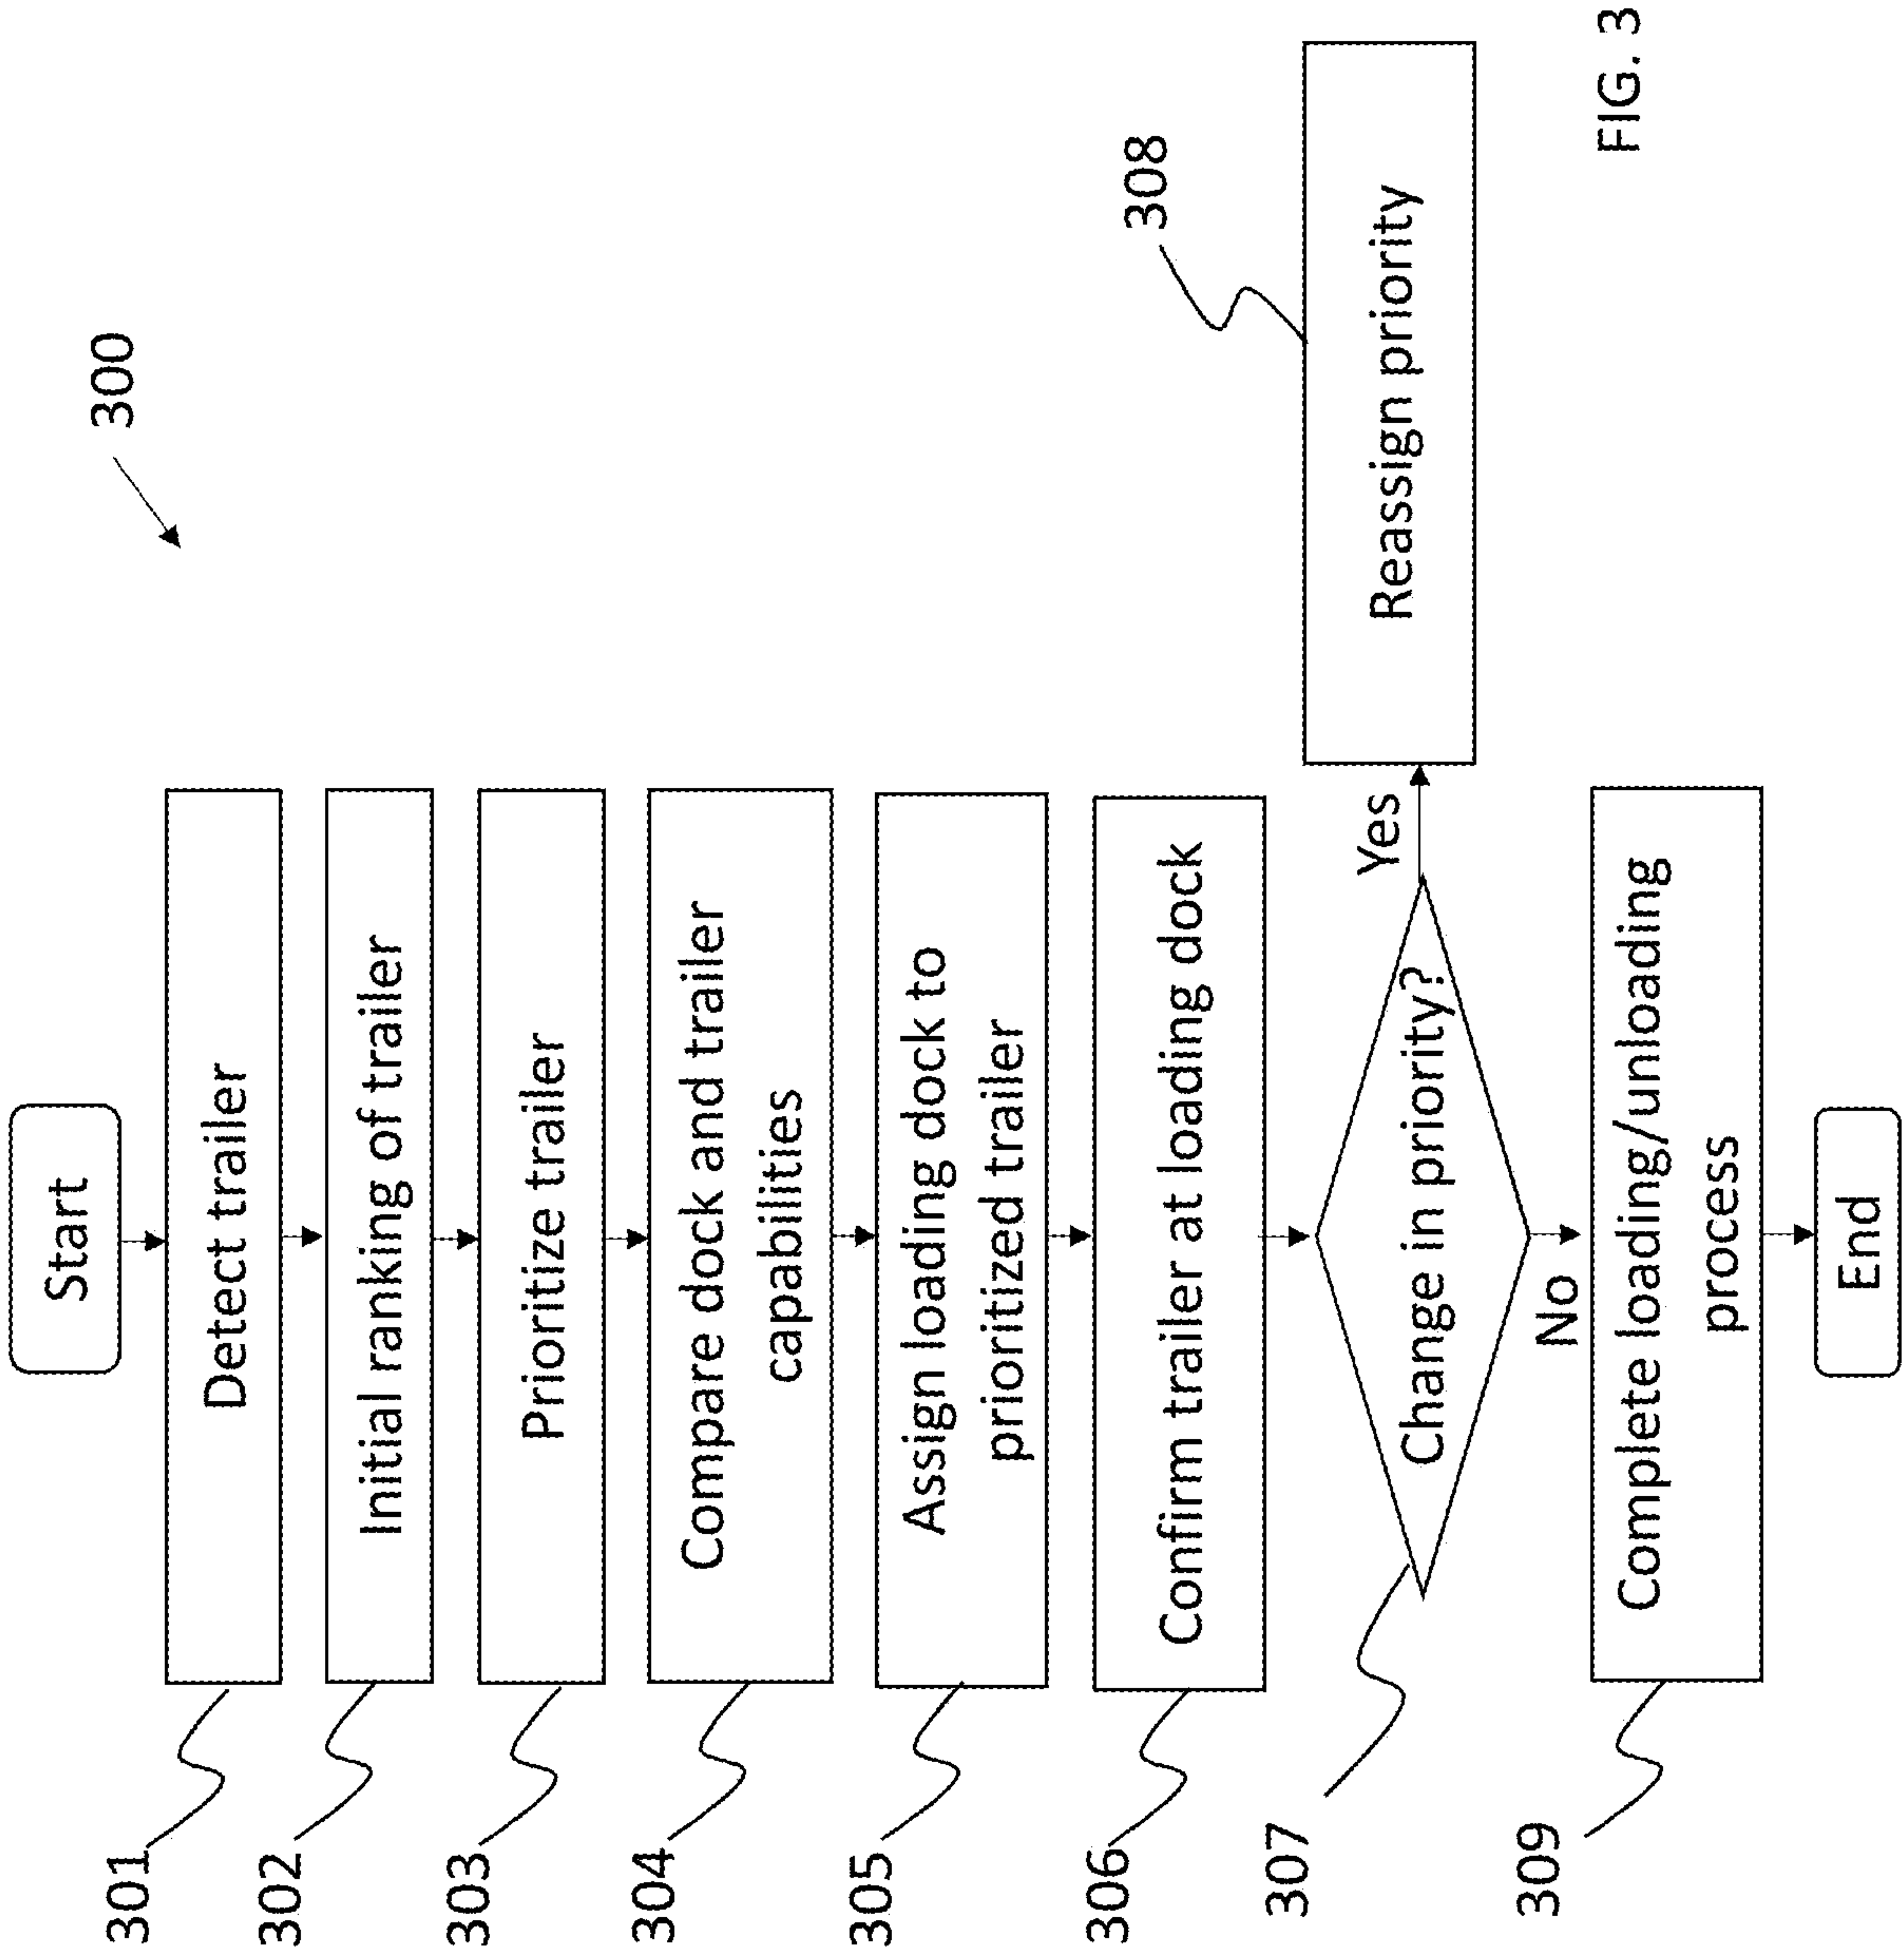 300
Start
301
Detect trailer
302
Initial ranking of trailer
303
Prioritize trailer
304
Compare dock and trailer
capabilities
305
Assign loading dock to
prioritized trailer
306
Confirm trailer at loading dock
307
Change in priority?
Yes
308
Reassign priority
No
309
Complete loading/unloading
process
End
FIG. 3